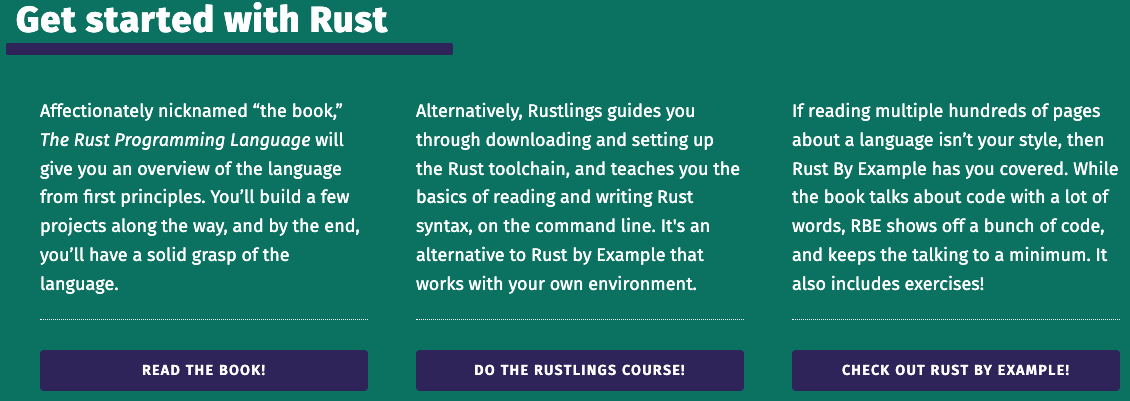 Get started with Rust
Affectionately nicknamed “the book,”
The Rust Programming Language will
give you an overview of the language
from first principles. You’ll build a few
projects along the way, and by the end,
you’ll have a solid grasp of the
language.
READ THE BOOK!
Alternatively, Rustlings guides you
through downloading and setting up
the Rust toolchain, and teaches you the
basics of reading and writing Rust
syntax, on the command line. It's an
alternative to Rust by Example that
works with your own environment.
DO THE RUSTLINGS COURSE!
If reading multiple hundreds of pages
about a language isn’t your style, then
Rust By Example has you covered. While
the book talks about code with a lot of
words, RBE shows off a bunch of code,
and keeps the talking to a minimum. It
also includes exercises!
CHECK OUT RUST BY EXAMPLE!